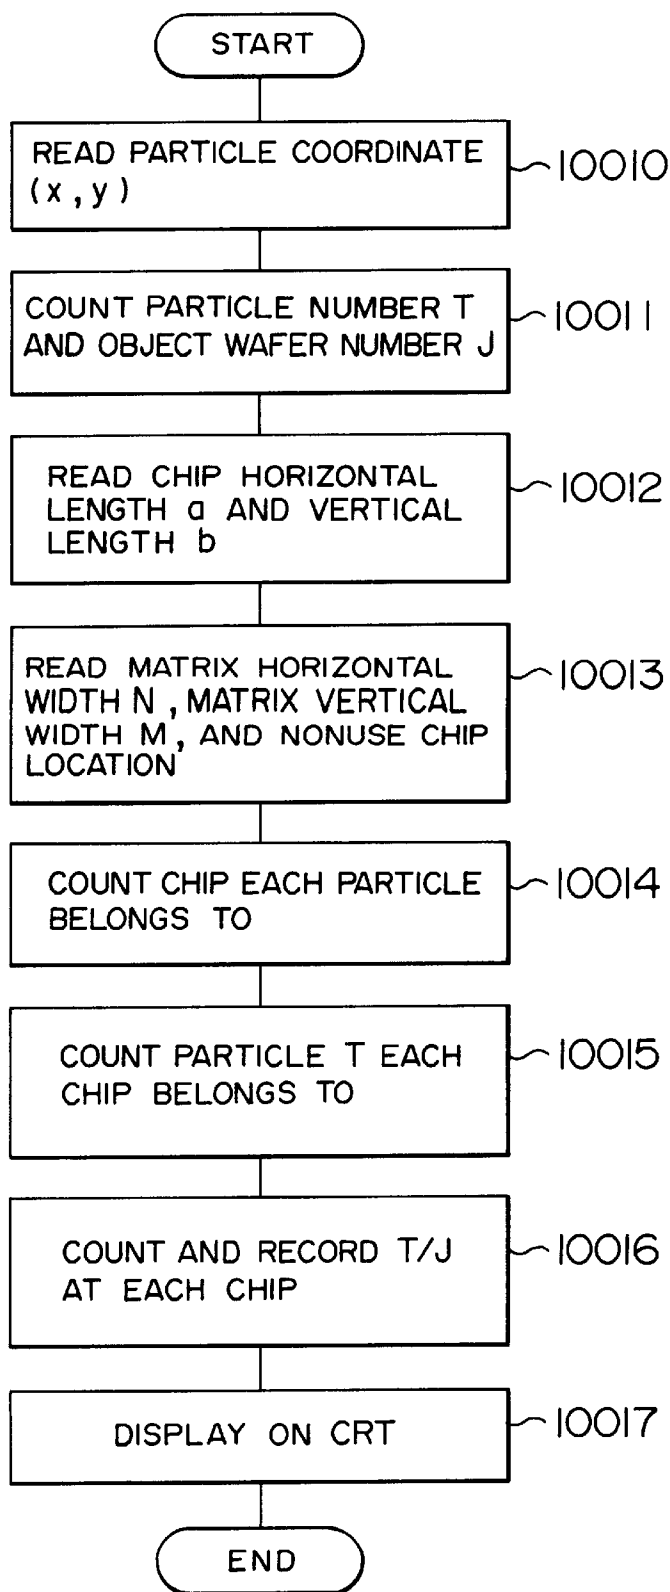 START
READ PARTICLE COORDINATE
(x, y)
10010
COUNT PARTICLE NUMBER T
AND OBJECT WAFER NUMBER J
10011
READ CHIP HORIZONTAL
LENGTH a AND VERTICAL
LENGTH b
10012
READ MATRIX HORIZONTAL
WIDTH N, MATRIX VERTICAL
WIDTH M, AND NONUSE CHIP
LOCATION
10013
COUNT CHIP EACH PARTICLE
BELONGS TO
10014
COUNT PARTICLE T EACH
CHIP BELONGS TO
10015
COUNT AND RECORD T/J
AT EACH CHIP
10016
DISPLAY ON CRT
10017
END